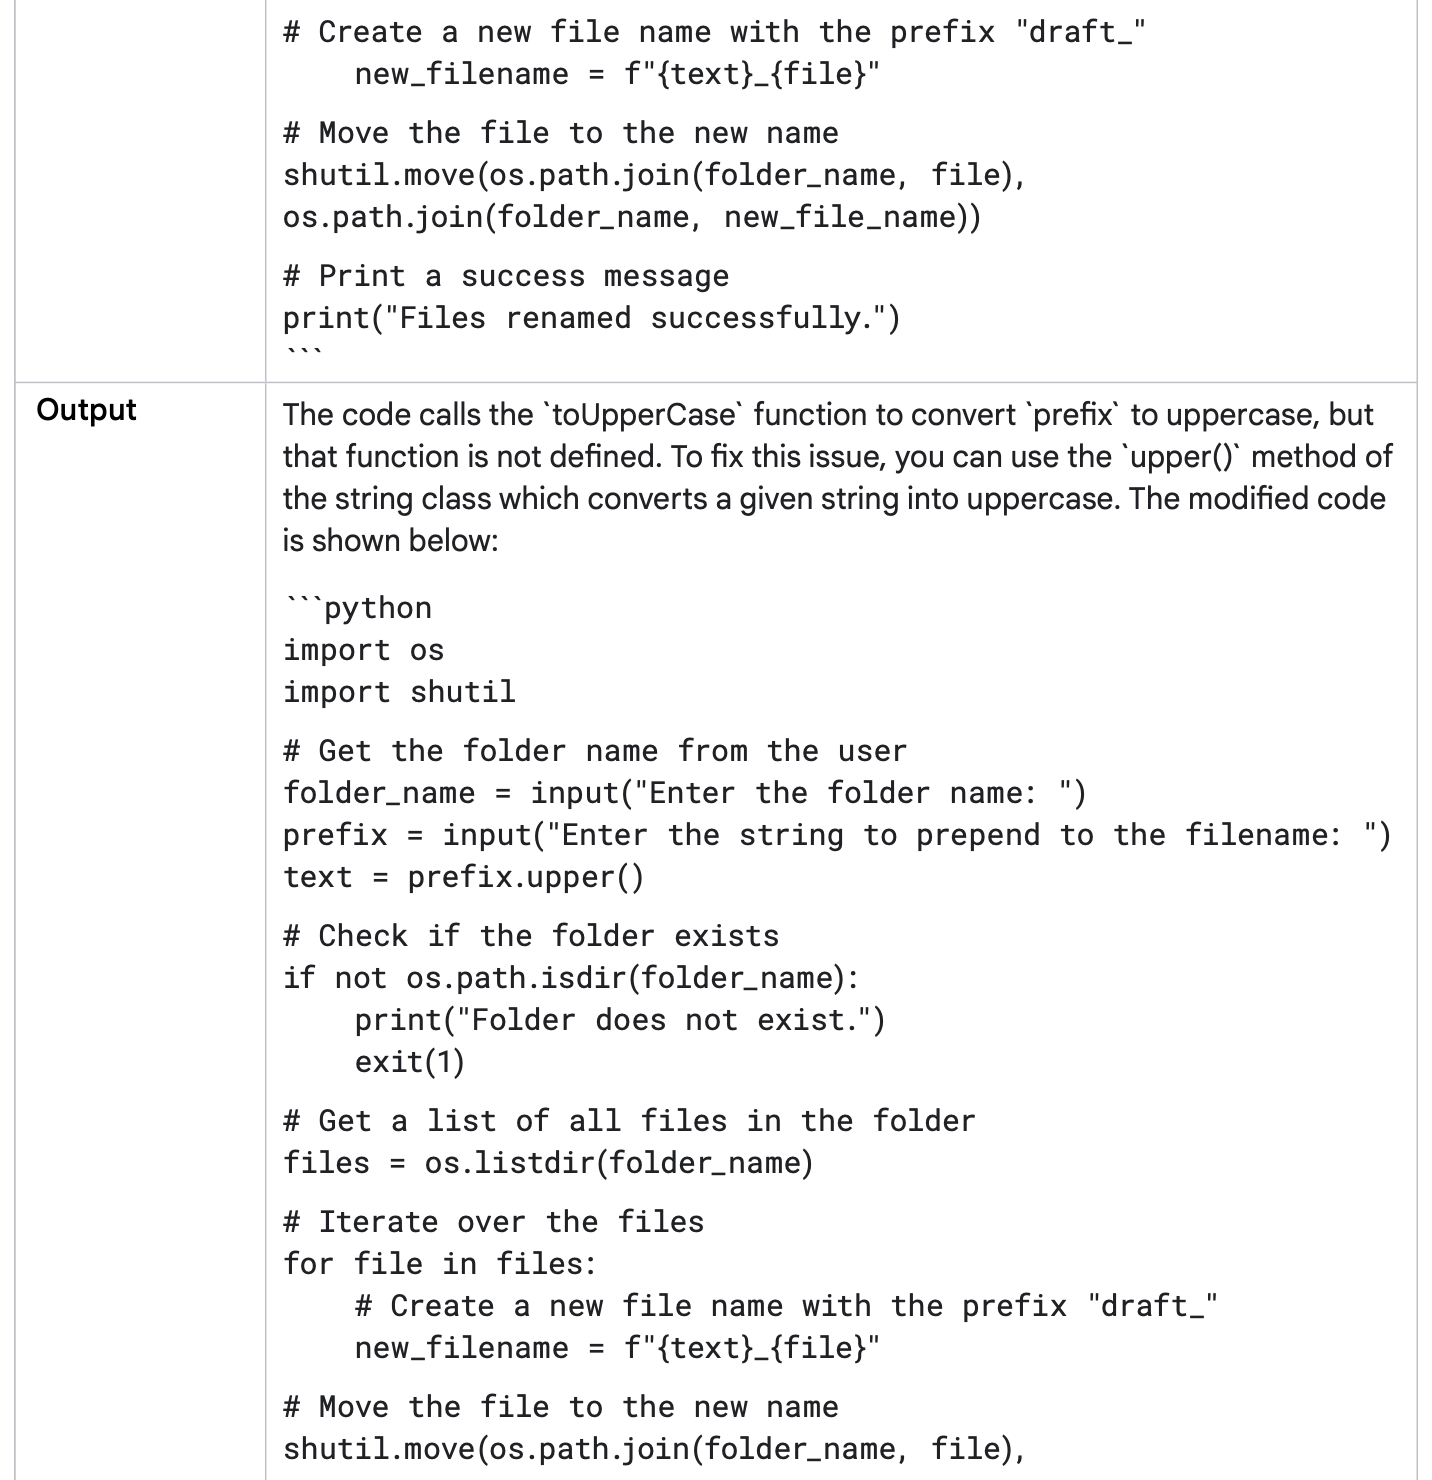 # Create a new file name with the prefix "draft_"
    new_filename = f"{text}_{file}"
# Move the file to the new name
shutil.move(os.path.join(folder_name, file),
os.path.join(folder_name, new_file_name))
# Print a success message
print("Files renamed successfully.")
```
Output
The code calls the `toUpperCase` function to convert `prefix` to uppercase, but
that function is not defined. To fix this issue, you can use the `upper()` method of
the string class which converts a given string into uppercase. The modified code
is shown below:
```python
import os
import shutil
# Get the folder name from the user
folder_name = input("Enter the folder name: ")
prefix = input("Enter the string to prepend to the filename: ")
text = prefix.upper()
# Check if the folder exists
if not os.path.isdir(folder_name):
    print("Folder does not exist.")
    exit(1)
# Get a list of all files in the folder
files = os.listdir(folder_name)
# Iterate over the files
for file in files:
    # Create a new file name with the prefix "draft_"
    new_filename = f"{text}_{file}"
# Move the file to the new name
shutil.move(os.path.join(folder_name, file),